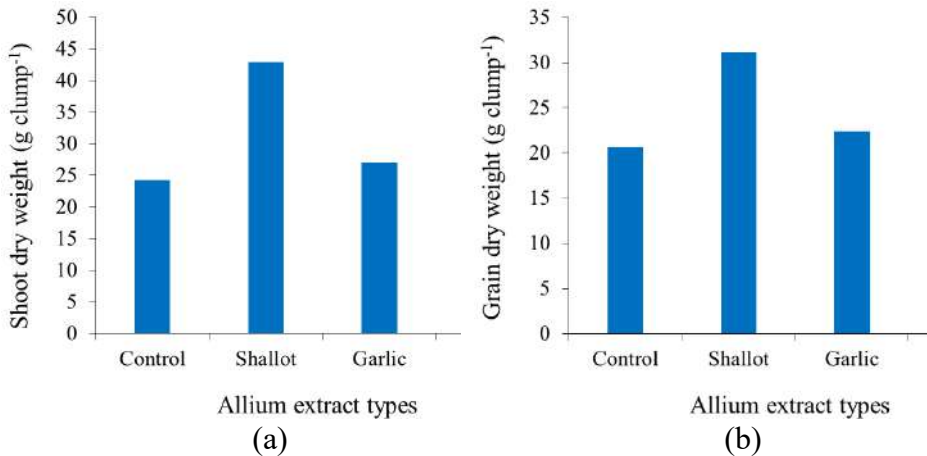 Shoot dry weight (g clump⁻¹)
50
45
40
35
30
25
20
15
10
5
0
Control Shallot Garlic
Allium extract types
(a)
Grain dry weight (g clump⁻¹)
35
30
25
20
15
10
5
0
Control Shallot Garlic
Allium extract types
(b)